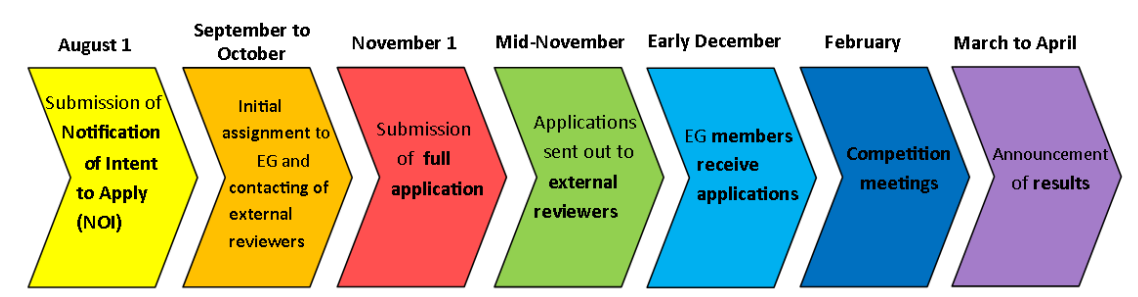 August 1
Submission of
Notification
of Intent
to Apply
(NOI)
September to
October
Initial
assignment to
EG and
contacting of
external
reviewers
November 1
Submission
of full
application
Mid-November
Applications
sent out to
external
reviewers
Early December
EG members
receive
applications
February
Competition
meetings
March to April
Announcement
of results